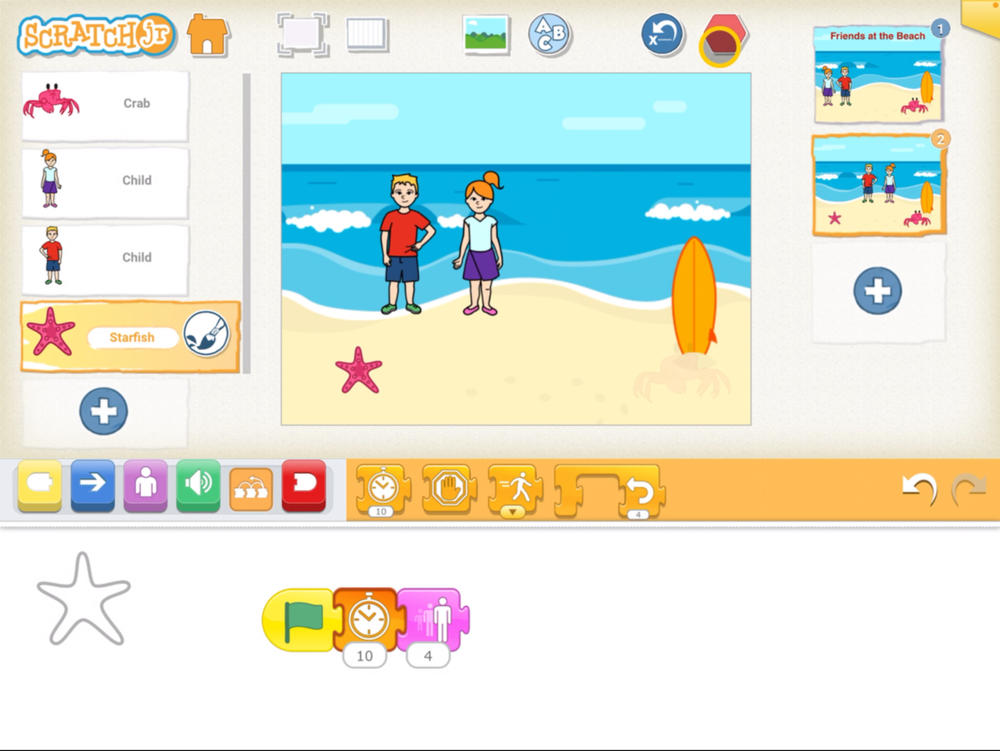 SCRATCHJr
A B C
x
Friends at the Beach
1
Crab
Child
2
Child
Starfish
10
4
10
4